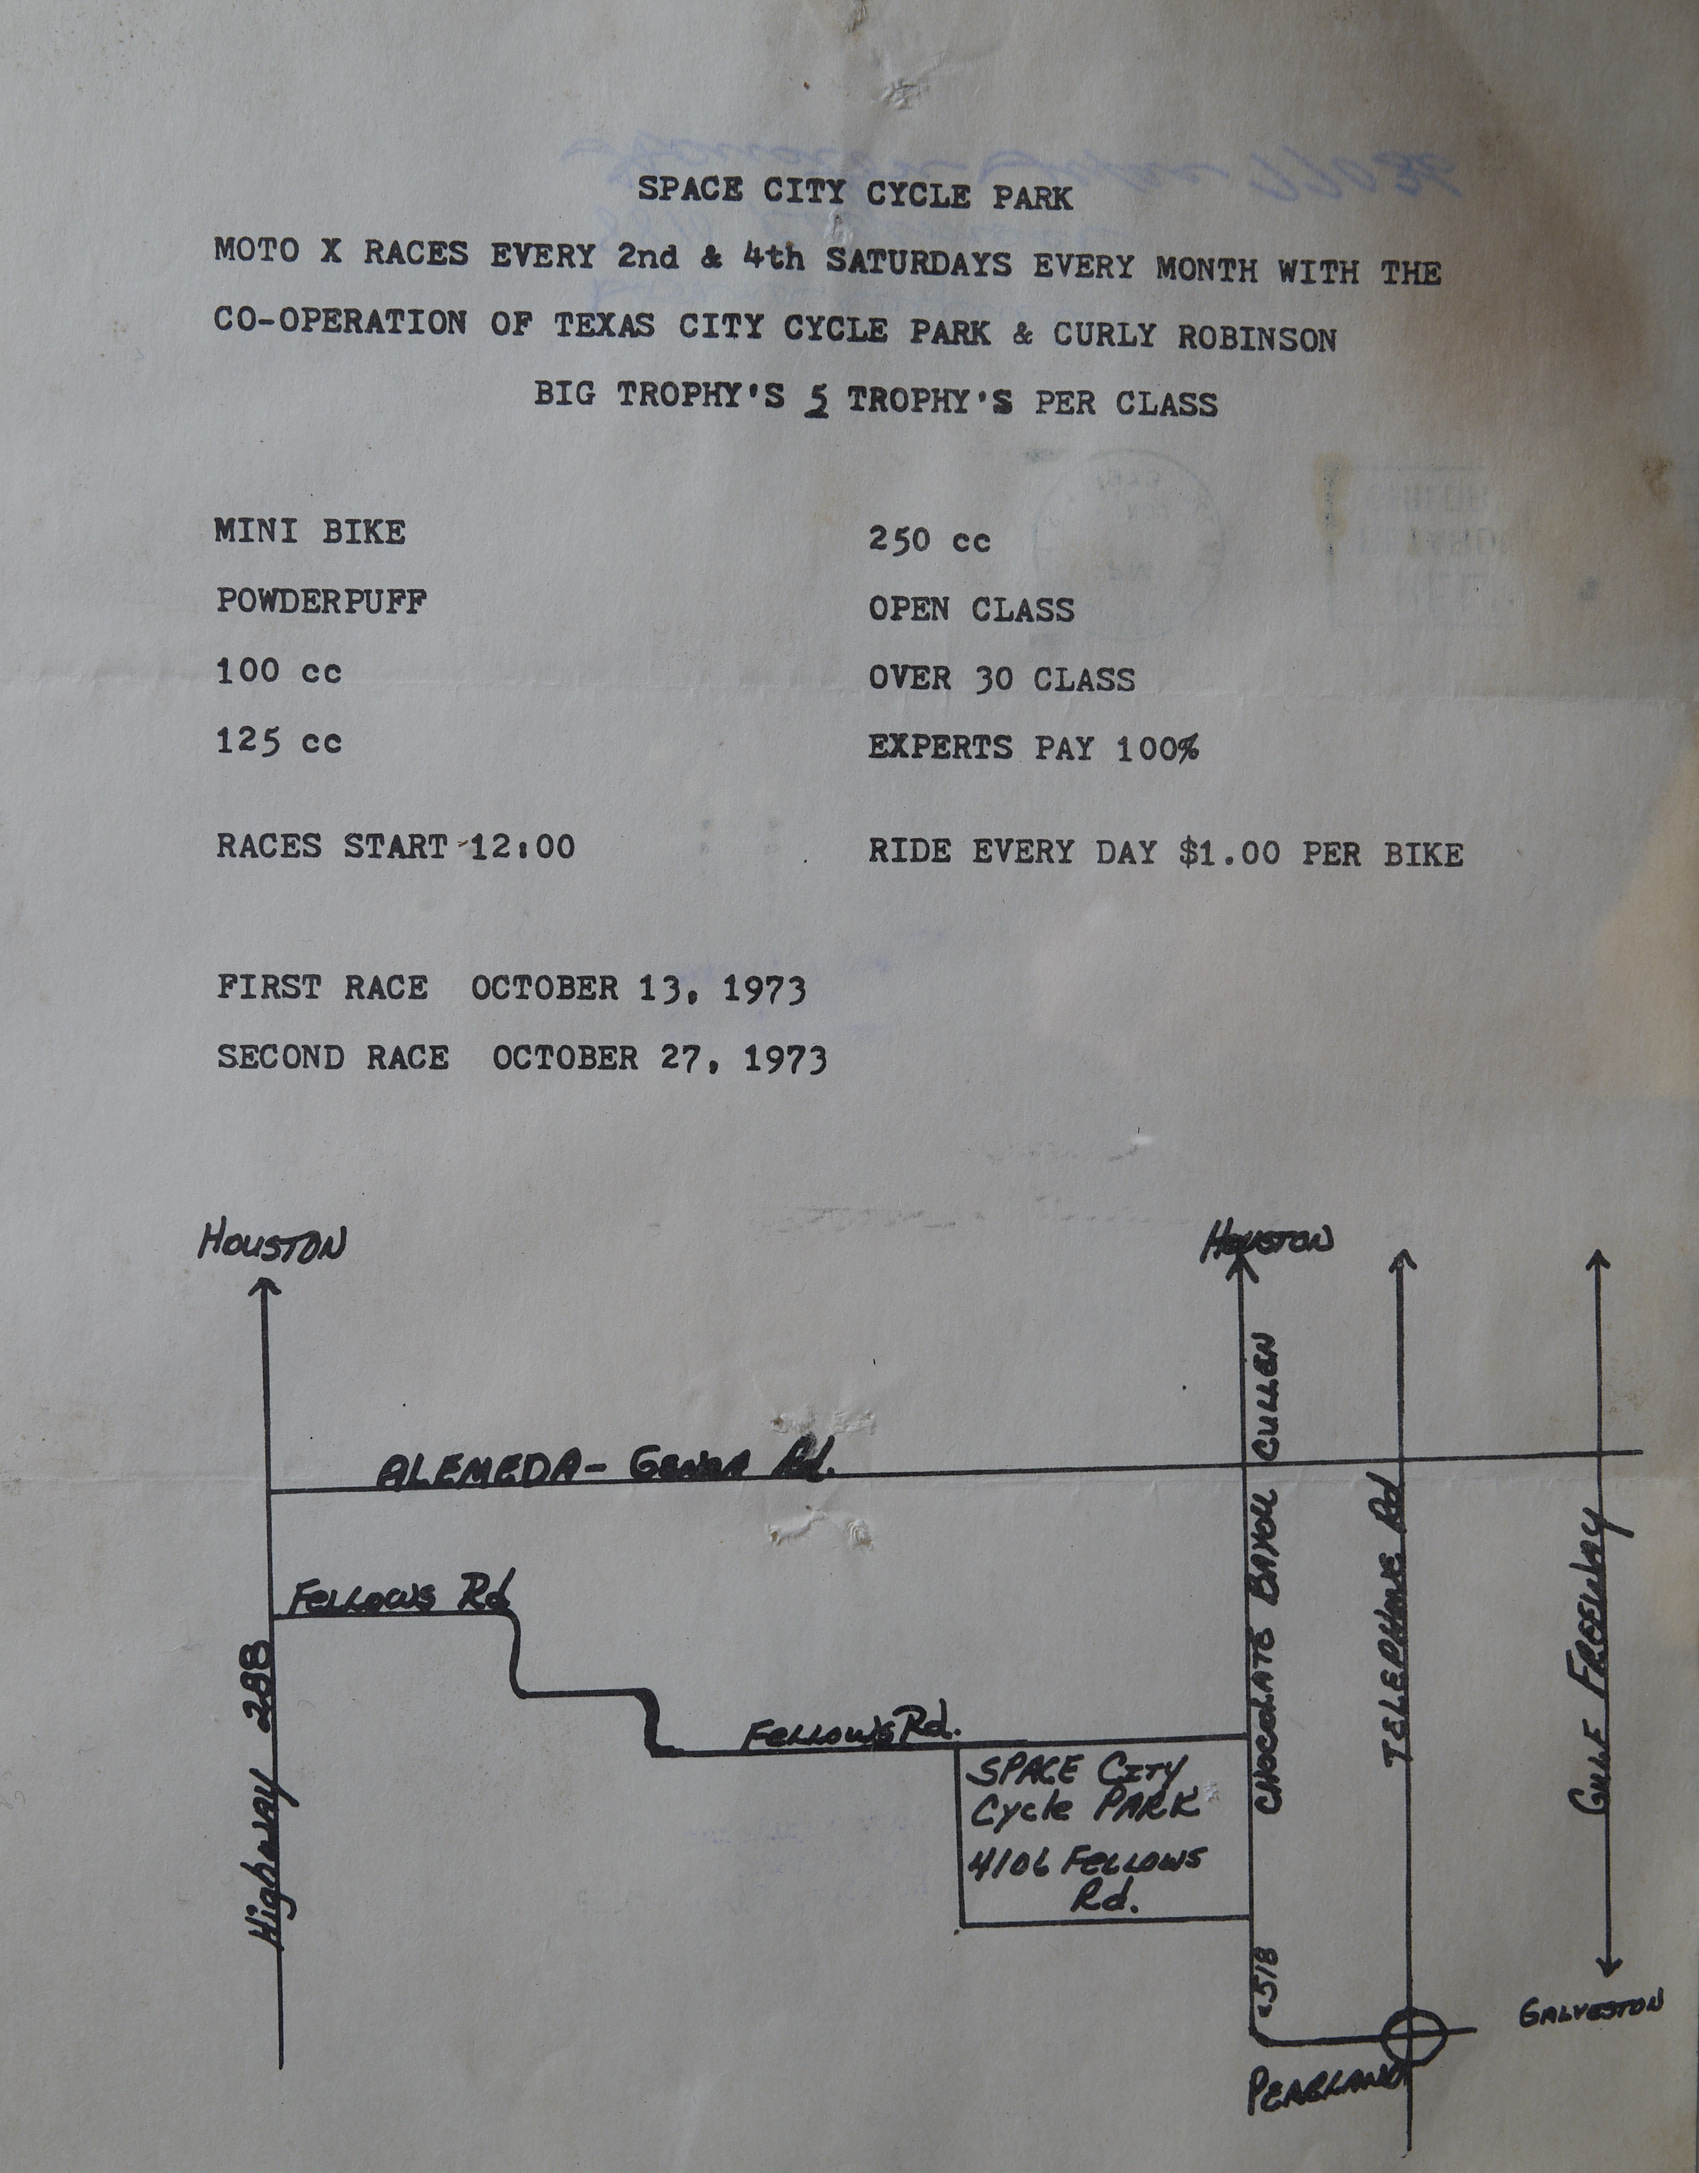 SPACE CITY CYCLE PARK
MOTO X RACES EVERY 2nd & 4th SATURDAYS EVERY MONTH WITH THE
CO-OPERATION OF TEXAS CITY CYCLE PARK & CURLY ROBINSON
BIG TROPHY'S 5 TROPHY'S PER CLASS
MINI BIKE
POWDERPUFF
100 cc
125 cc
250 cc
OPEN CLASS
OVER 30 CLASS
EXPERTS PAY 100%
RACES START 12:00
RIDE EVERY DAY $1.00 PER BIKE
FIRST RACE OCTOBER 13, 1973
SECOND RACE OCTOBER 27, 1973
HOUSTON
HOUSTON
CULLEN
ALEMEDA- GENOA Rd.
CHOCOLATE BAYOU
TELEPHONE Rd
GULF FREEWAY
FELLOWS Rd
Highway 288
FELLOWS Rd.
SPACE CITY
Cycle PARK
4106 FELLOWS
Rd.
518
GALVESTON
PEARLAND